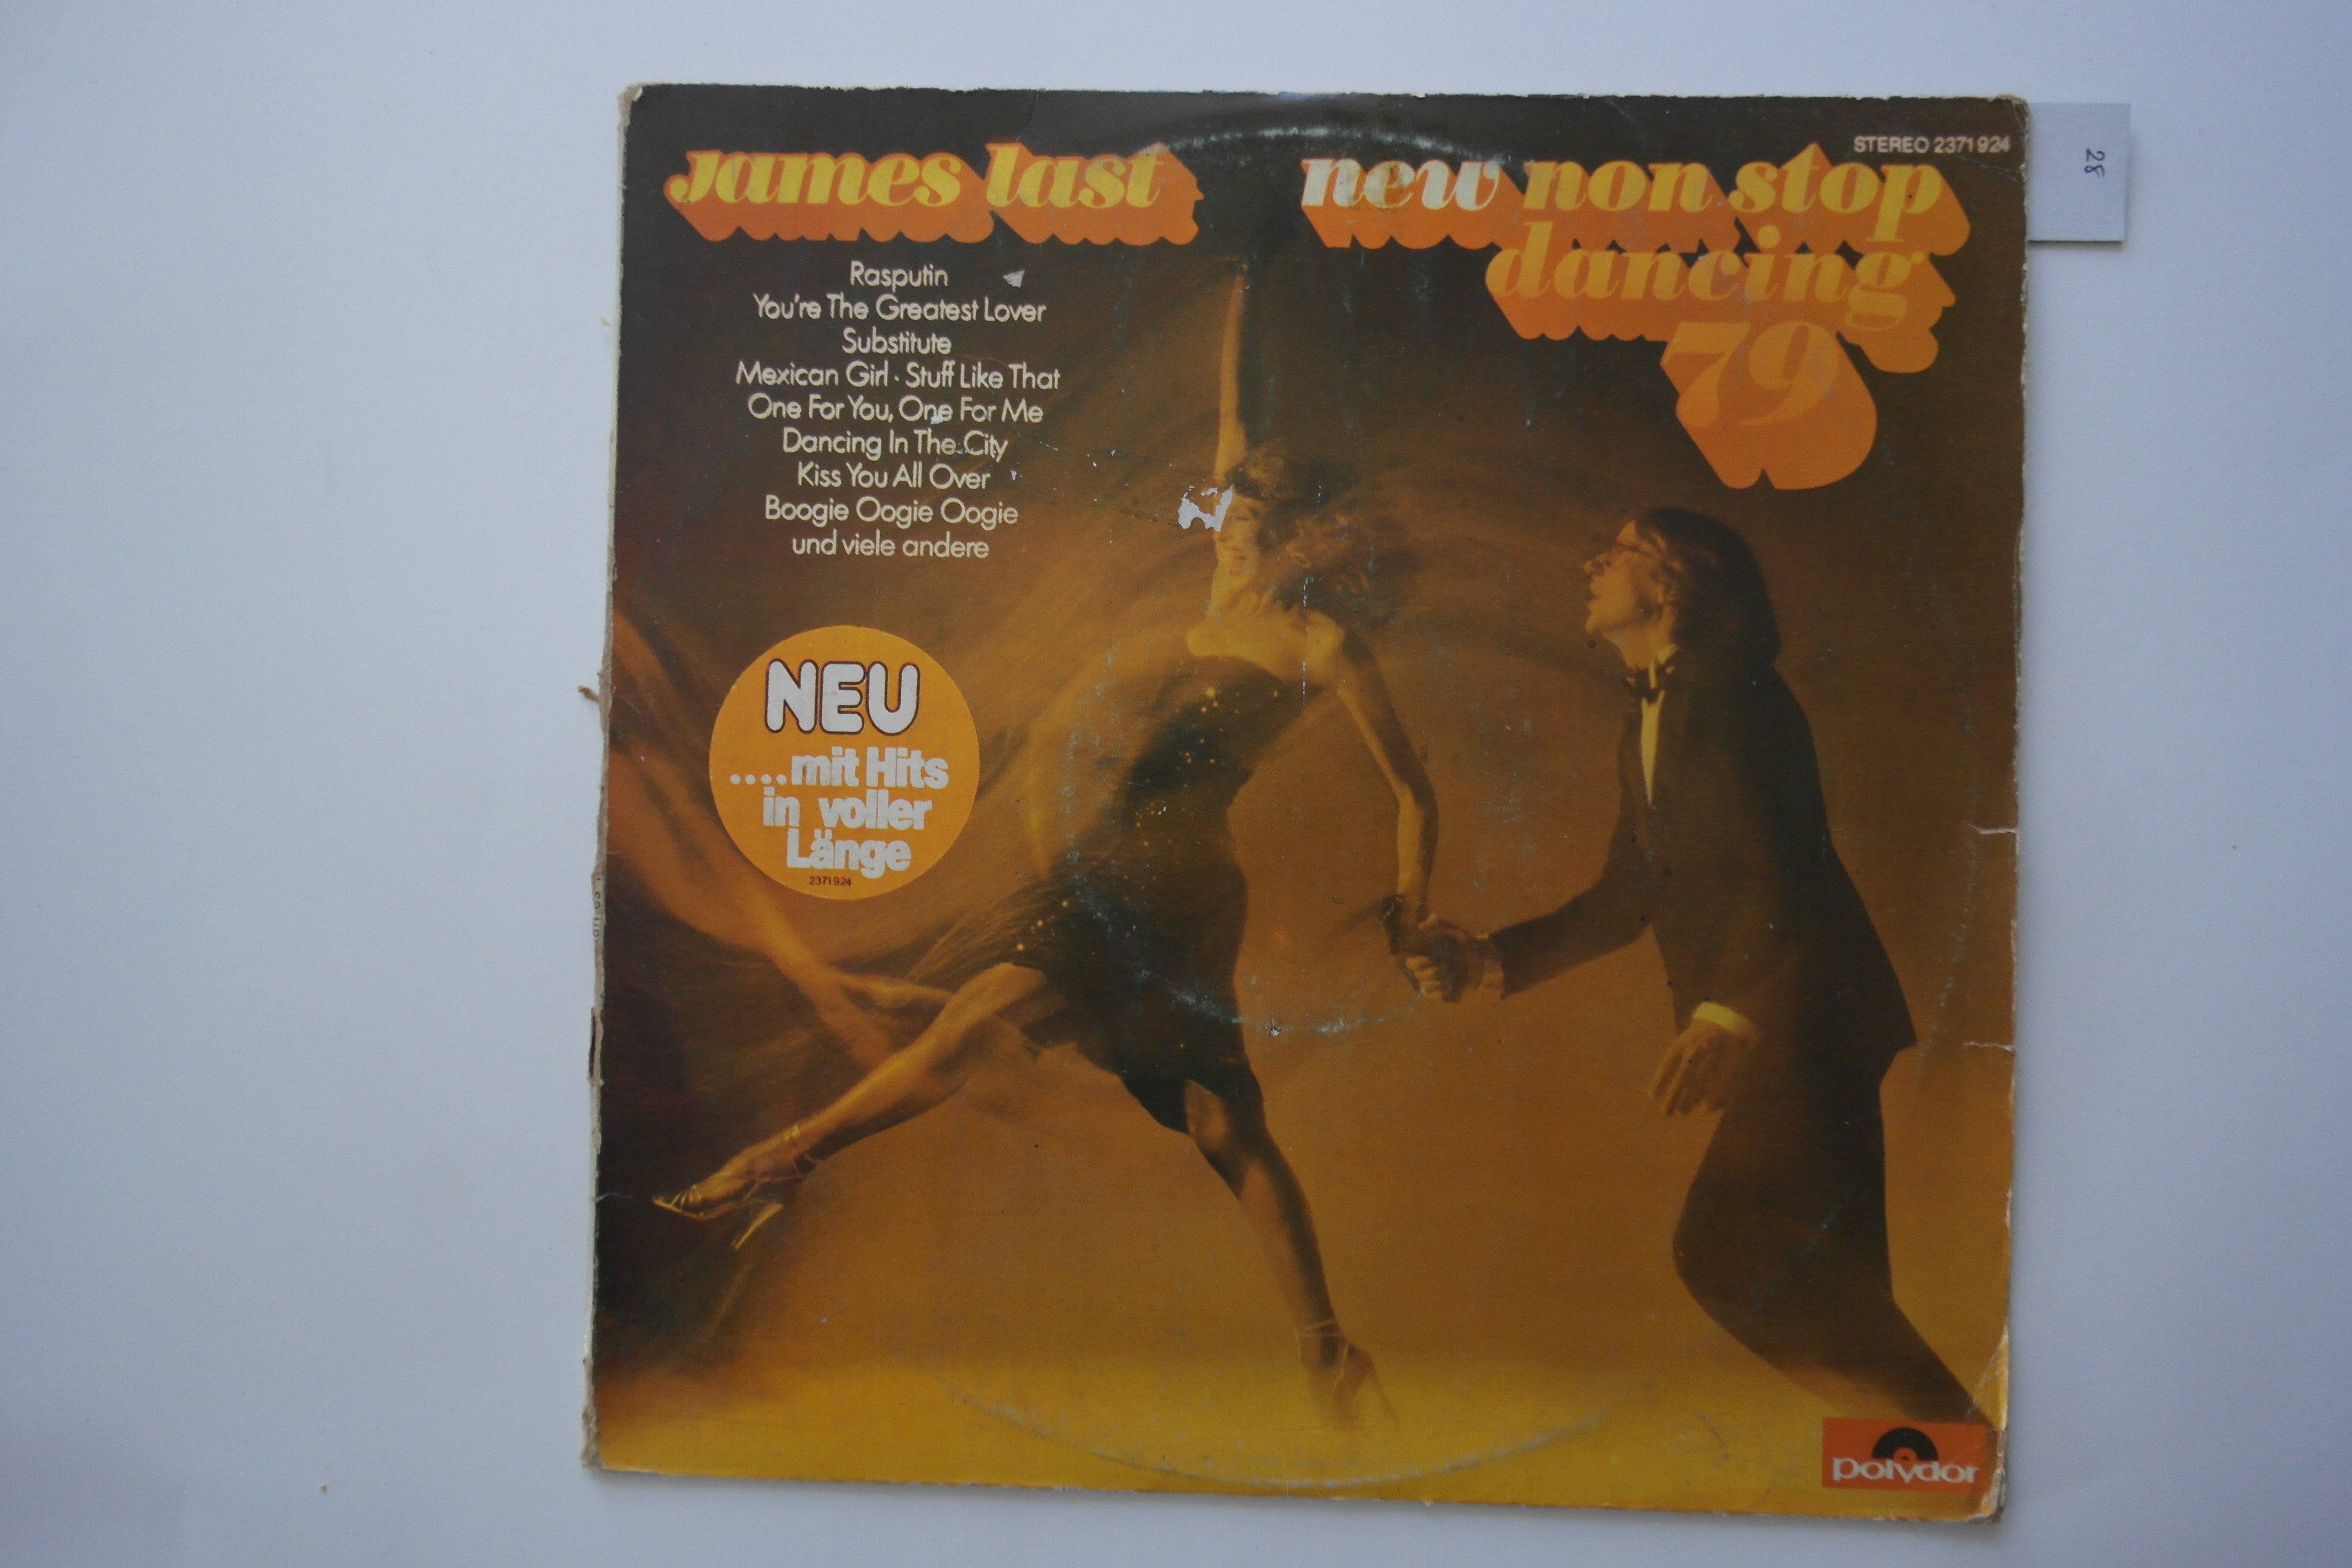 STEREO 2371 924
james last
new non stop
dancing
79
Rasputin
You're The Greatest Lover
Substitute
Mexican Girl · Stuff Like That
One For You, One For Me
Dancing In The City
Kiss You All Over
Boogie Oogie Oogie
und viele andere
NEU
....mit Hits
in voller
Länge
2371 924
polydor
28